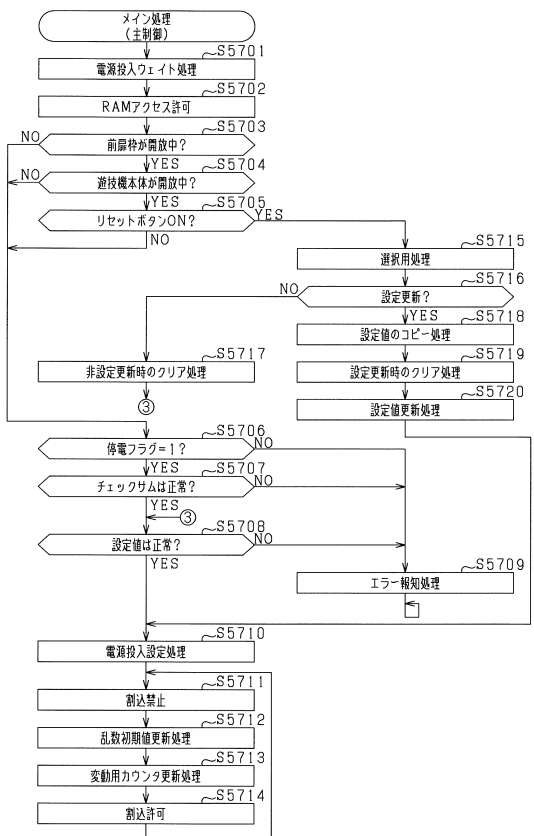 メイン処理
(主制御)
S5701
電源投入ウェイト処理
S5702
RAMアクセス許可
S5703
NO
前扉枠が開放中?
YES
S5704
NO
遊技機本体が開放中?
YES
S5705
リセットボタンON?
YES
NO
S5715
選択用処理
S5716
NO
設定更新?
YES
S5718
設定値のコピー処理
S5717
非設定更新時のクリア処理
S5719
設定更新時のクリア処理
③
S5720
設定値更新処理
S5706
停電フラグ=1?
NO
YES
S5707
チェックサムは正常?
NO
YES
③
S5708
設定値は正常?
NO
YES
S5709
エラー報知処理
S5710
電源投入設定処理
S5711
割込禁止
S5712
乱数初期値更新処理
S5713
変動用カウンタ更新処理
S5714
割込許可